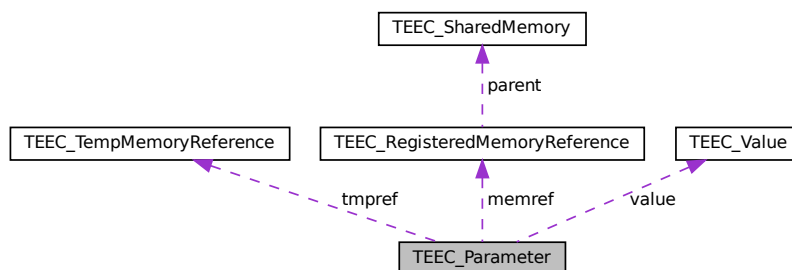 TEEC_SharedMemory
parent
TEEC_TempMemoryReference
TEEC_RegisteredMemoryReference
TEEC_Value
tmpref
memref
value
TEEC_Parameter